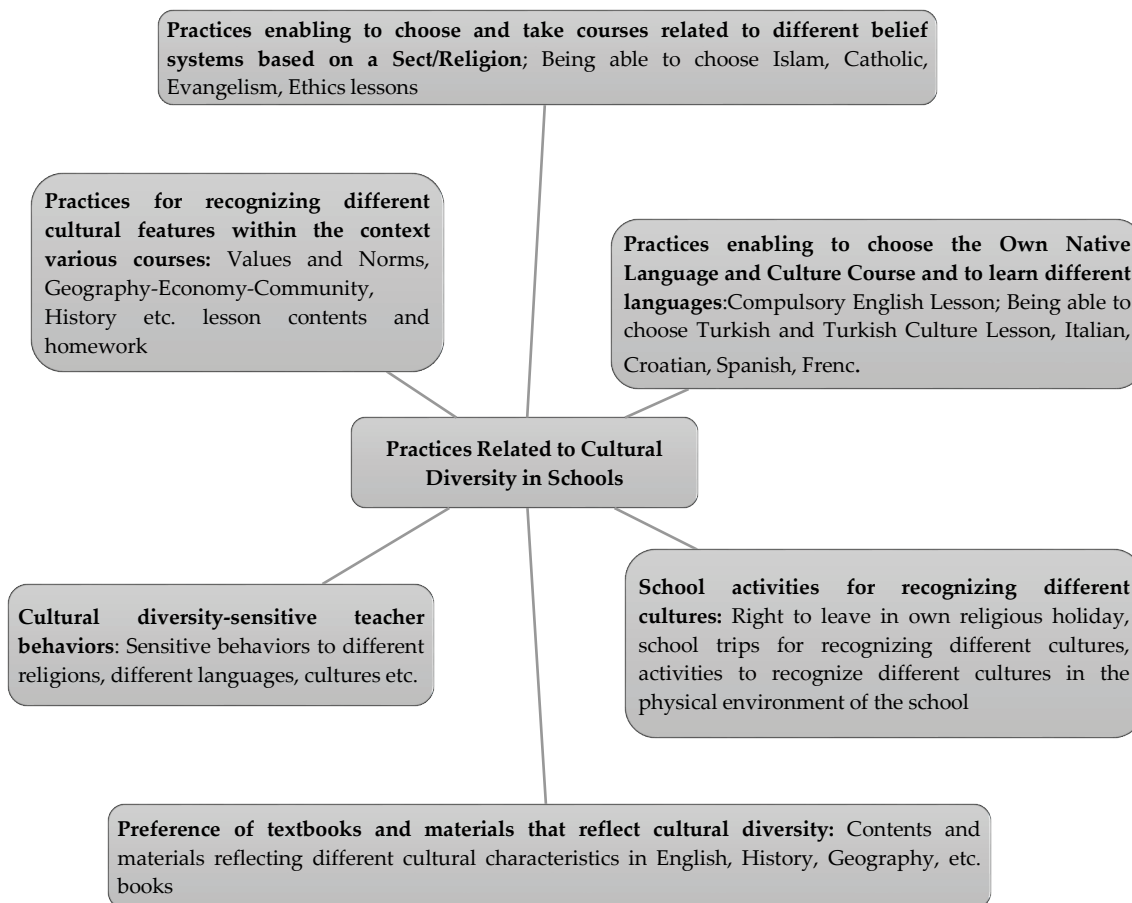 Practices enabling to choose and take courses related to different belief
systems based on a Sect/Religion; Being able to choose Islam, Catholic,
Evangelism, Ethics lessons
Practices for recognizing different
cultural features within the context
various courses: Values and Norms,
Geography-Economy-Community,
History etc. lesson contents and
homework
Practices enabling to choose the Own Native
Language and Culture Course and to learn different
languages:Compulsory English Lesson; Being able to
choose Turkish and Turkish Culture Lesson, Italian,
Croatian, Spanish, Frenc.
Practices Related to Cultural
Diversity in Schools
Cultural diversity-sensitive teacher
behaviors: Sensitive behaviors to different
religions, different languages, cultures etc.
School activities for recognizing different
cultures: Right to leave in own religious holiday,
school trips for recognizing different cultures,
activities to recognize different cultures in the
physical environment of the school
Preference of textbooks and materials that reflect cultural diversity: Contents and
materials reflecting different cultural characteristics in English, History, Geography, etc.
books